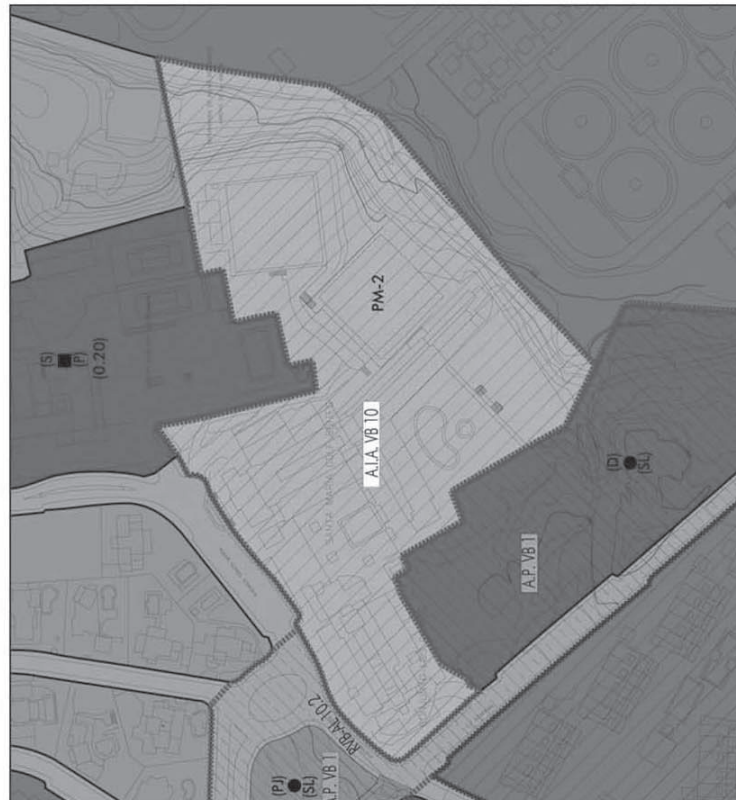 (S)
(P)
(0.20)
PM-2
A.I.A. VB 10
(D)
(SL)
A.P. VB 1
RVB-AL-10.2
(PJ)
(SL)
.P. VB 1